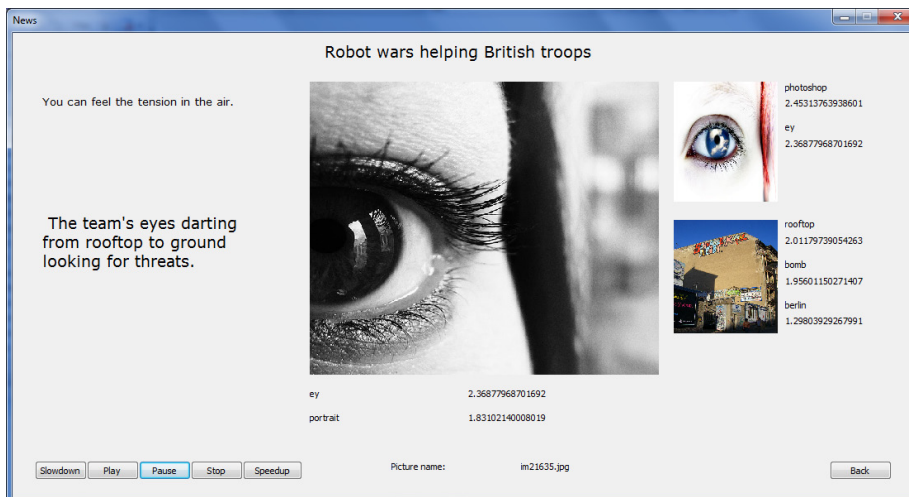 News
Robot wars helping British troops
You can feel the tension in the air.
The team's eyes darting
from rooftop to ground
looking for threats.
photoshop
2.45313763938601
ey
2.36877968701692
rooftop
2.01179739054263
bomb
1.95601150271407
berlin
1.29803929267991
ey 2.36877968701692
portrait 1.83102140008019
Picture name: im21635.jpg
Slowdown Play Pause Stop Speedup Back